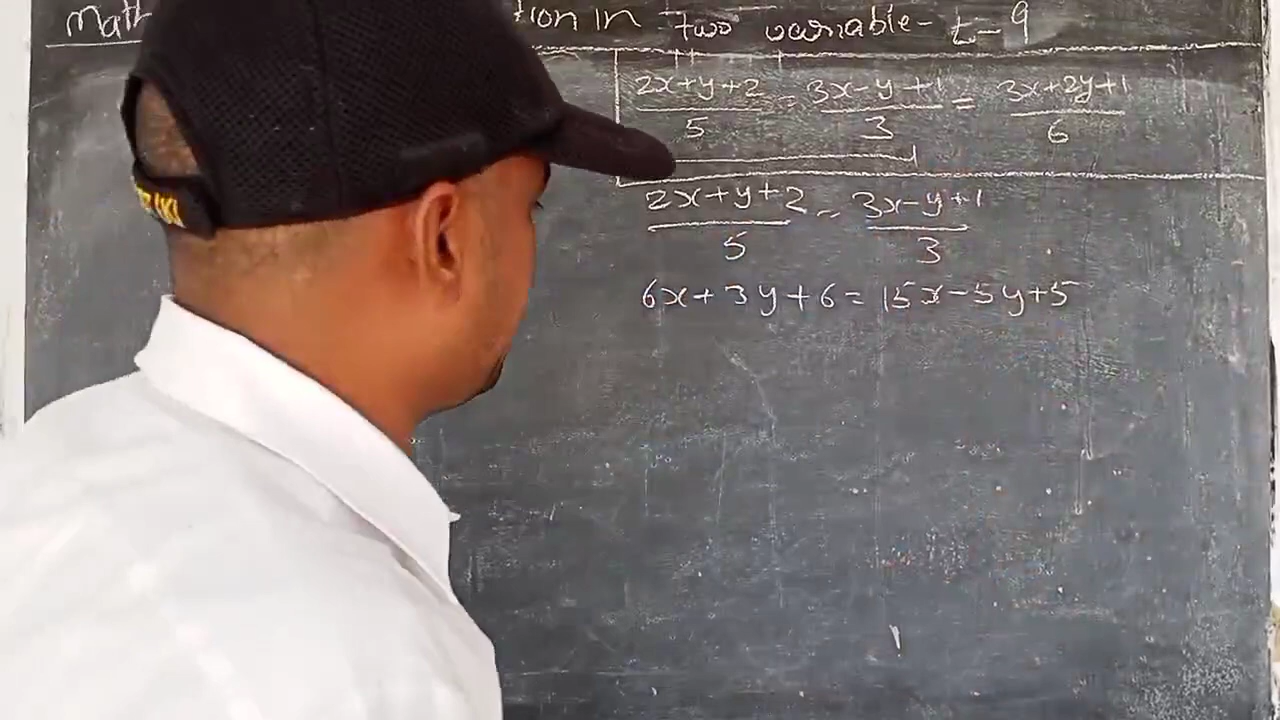 Math tion in two variable - L-9
2x+y+2/5 = 3x-y+1/3 = 3x+2y+1/6
2x+y+2/5 = 3x-y+1/3
6x+3y+6=15x-5y+5